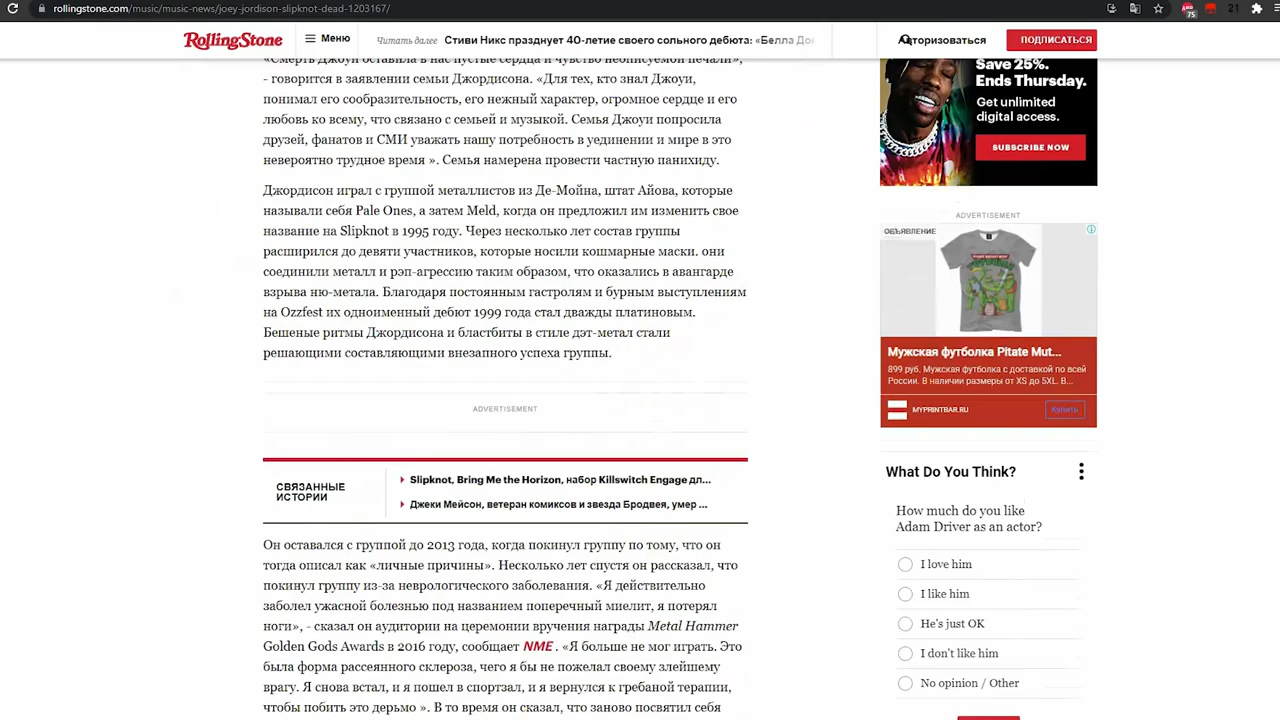 rollingstone.com/music/music-news/joey-jordison-slipknot-dead-1203167/
75
21
RollingStone
Меню
Читать далее
Стиви Никс празднует 40-летие своего сольного дебюта: «Белла До
Авторизоваться
ПОДПИСАТЬСЯ
«Смерть Джоуи оставила в нас пустые сердца и чувство неописуемой печали»,
- говорится в заявлении семьи Джордисона. «Для тех, кто знал Джоуи,
понимал его сообразительность, его нежный характер, огромное сердце и его
любовь ко всему, что связано с семьей и музыкой. Семья Джоуи попросила
друзей, фанатов и СМИ уважать нашу потребность в уединении и мире в это
невероятно трудное время ». Семья намерена провести частную панихиду.
Джордисон играл с группой металлистов из Де-Мойна, штат Айова, которые
называли себя Pale Ones, а затем Meld, когда он предложил им изменить свое
название на Slipknot в 1995 году. Через несколько лет состав группы
расширился до девяти участников, которые носили кошмарные маски. они
соединили металл и рэп-агрессию таким образом, что оказались в авангарде
взрыва ню-метала. Благодаря постоянным гастролям и бурным выступлениям
на Ozzfest их одноименный дебют 1999 года стал дважды платиновым.
Бешеные ритмы Джордисона и бластбиты в стиле дэт-метал стали
решающими составляющими внезапного успеха группы.
ADVERTISEMENT
СВЯЗАННЫЕ
ИСТОРИИ
Slipknot, Bring Me the Horizon, набор Killswitch Engage дл...
Джеки Мейсон, ветеран комиксов и звезда Бродвея, умер ...
Он оставался с группой до 2013 года, когда покинул группу по тому, что он
тогда описал как «личные причины». Несколько лет спустя он рассказал, что
покинул группу из-за неврологического заболевания. «Я действительно
заболел ужасной болезнью под названием поперечный миелит, я потерял
ноги», - сказал он аудитории на церемонии вручения награды Metal Hammer
Golden Gods Awards в 2016 году, сообщает NME . «Я больше не мог играть. Это
была форма рассеянного склероза, чего я бы не пожелал своему злейшему
врагу. Я снова встал, и я пошел в спортзал, и я вернулся к гребаной терапии,
чтобы побить это дерьмо ». В то время он сказал, что заново посвятил себя
Save 25%.
Ends Thursday.
Get unlimited
digital access.
SUBSCRIBE NOW
ADVERTISEMENT
ОБЪЯВЛЕНИЕ
Мужская футболка Pitate Mut...
899 руб. Мужская футболка с доставкой по всей
России. В наличии размеры от XS до 5XL. В...
MYPRINTBAR.RU
Купить
What Do You Think?
How much do you like
Adam Driver as an actor?
I love him
I like him
He's just OK
I don't like him
No opinion / Other